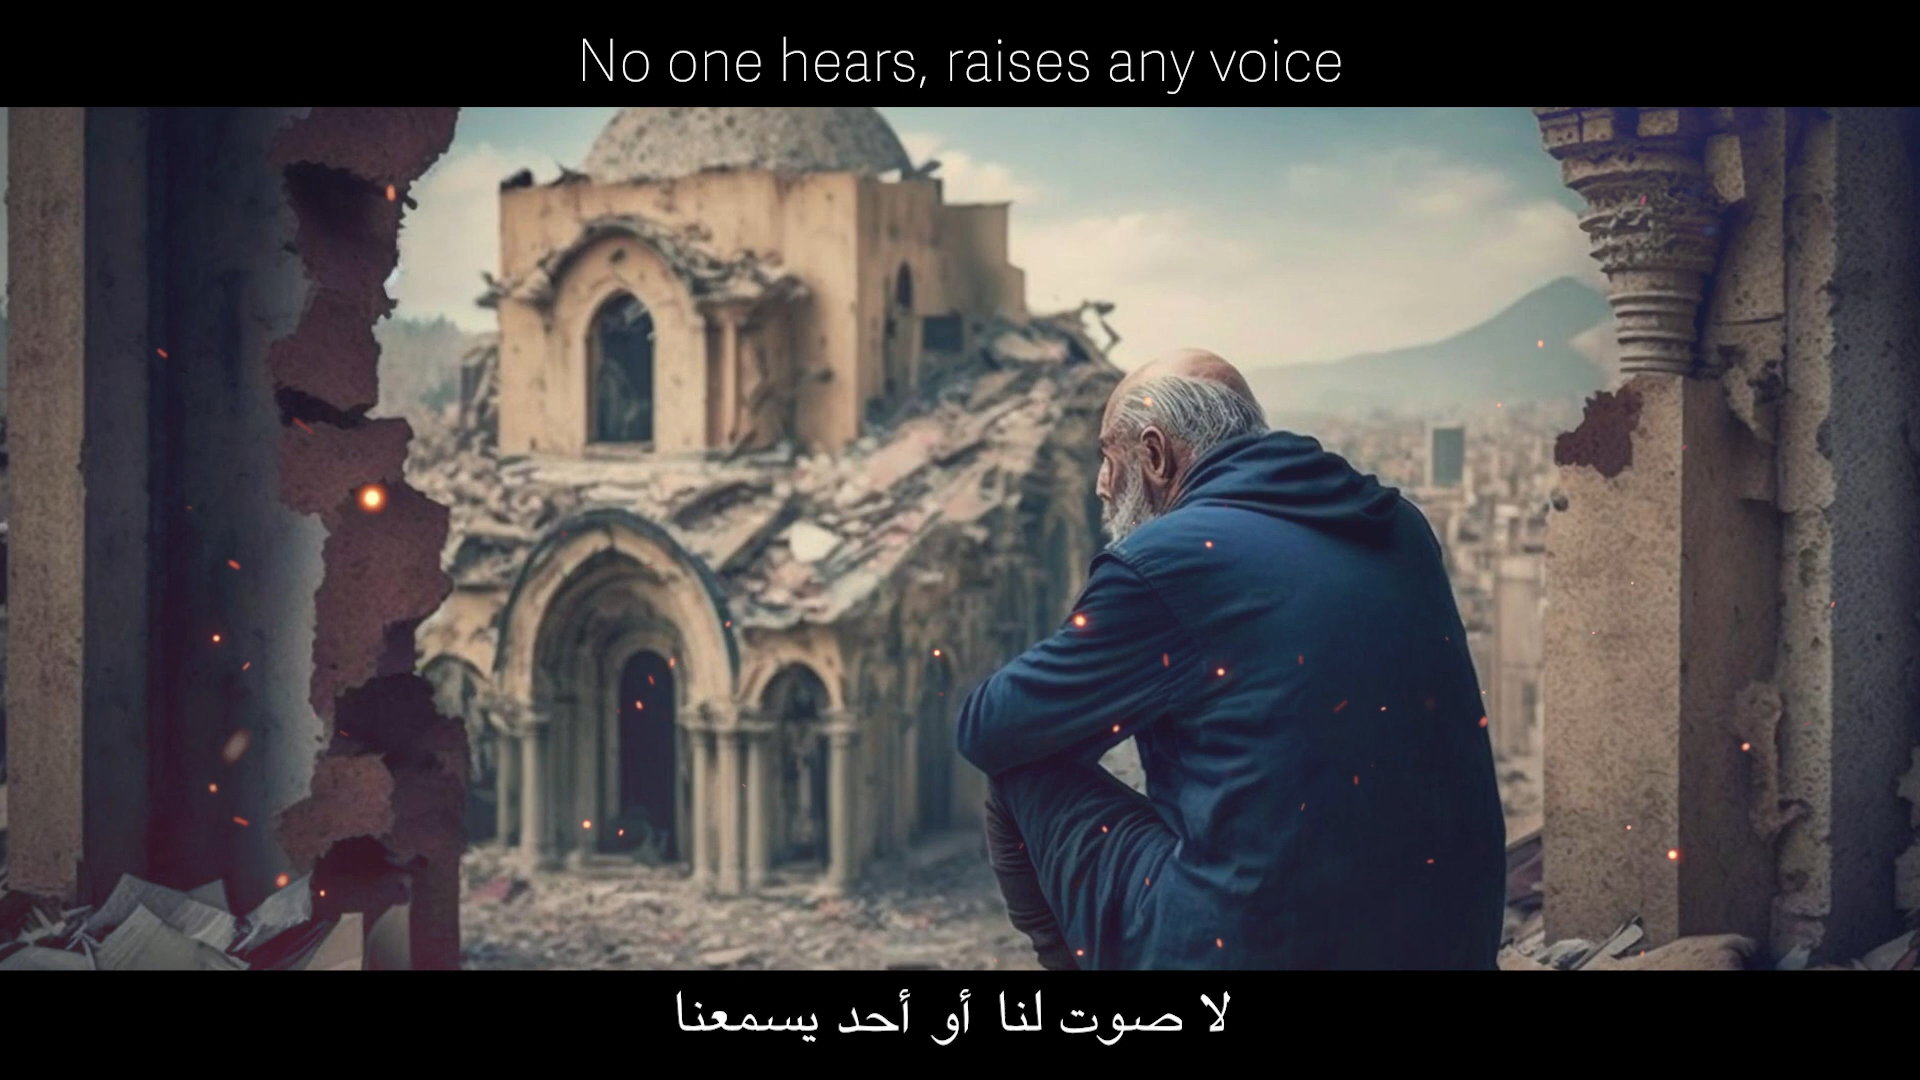 No one hears, raises any voice
لا صوت لنا أو أحد يسمعنا